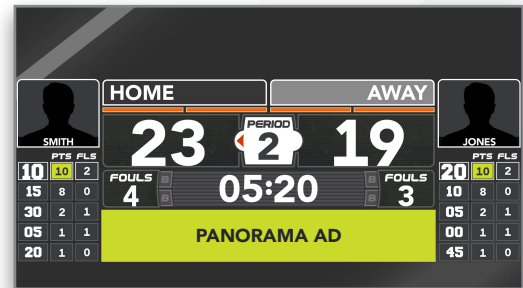 HOME AWAY
23 PERIOD 2 19
SMITH JONES
PTS FLS PTS FLS
10 10 2 FOULS 4 B B 05:20 B B FOULS 3 20 10 2
15 8 0 10 8 0
30 2 1 PANORAMA AD 05 2 1
05 1 1 00 1 1
20 1 0 45 1 0